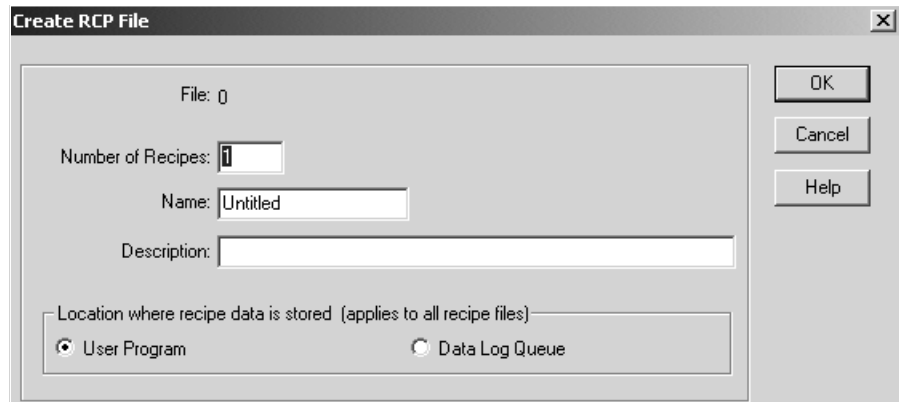 Create RCP File
File: 0
OK
Number of Recipes: 1
Cancel
Name: Untitled
Help
Description:
Location where recipe data is stored (applies to all recipe files)
User Program
Data Log Queue